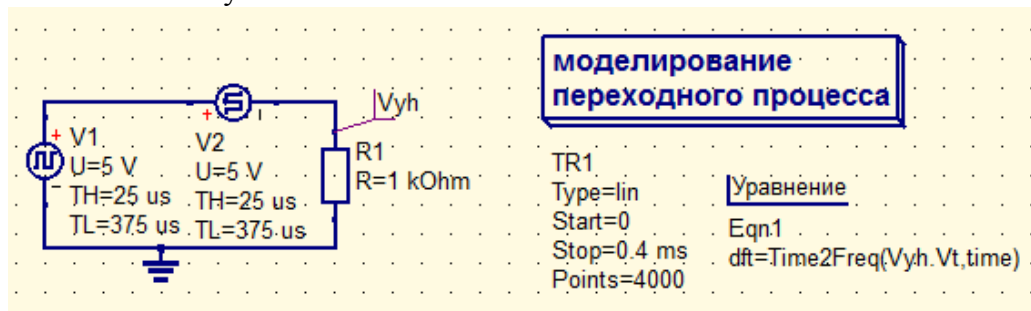 моделирование
переходного процесса
Vyh
V1
U=5 V
TH=25 us
TL=375 us
V2
U=5 V
TH=25 us
TL=375 us
R1
R=1 kOhm
TR1
Type=lin
Start=0
Stop=0.4 ms
Points=4000
Уравнение
Eqn1
dft=Time2Freq(Vyh.Vt,time)